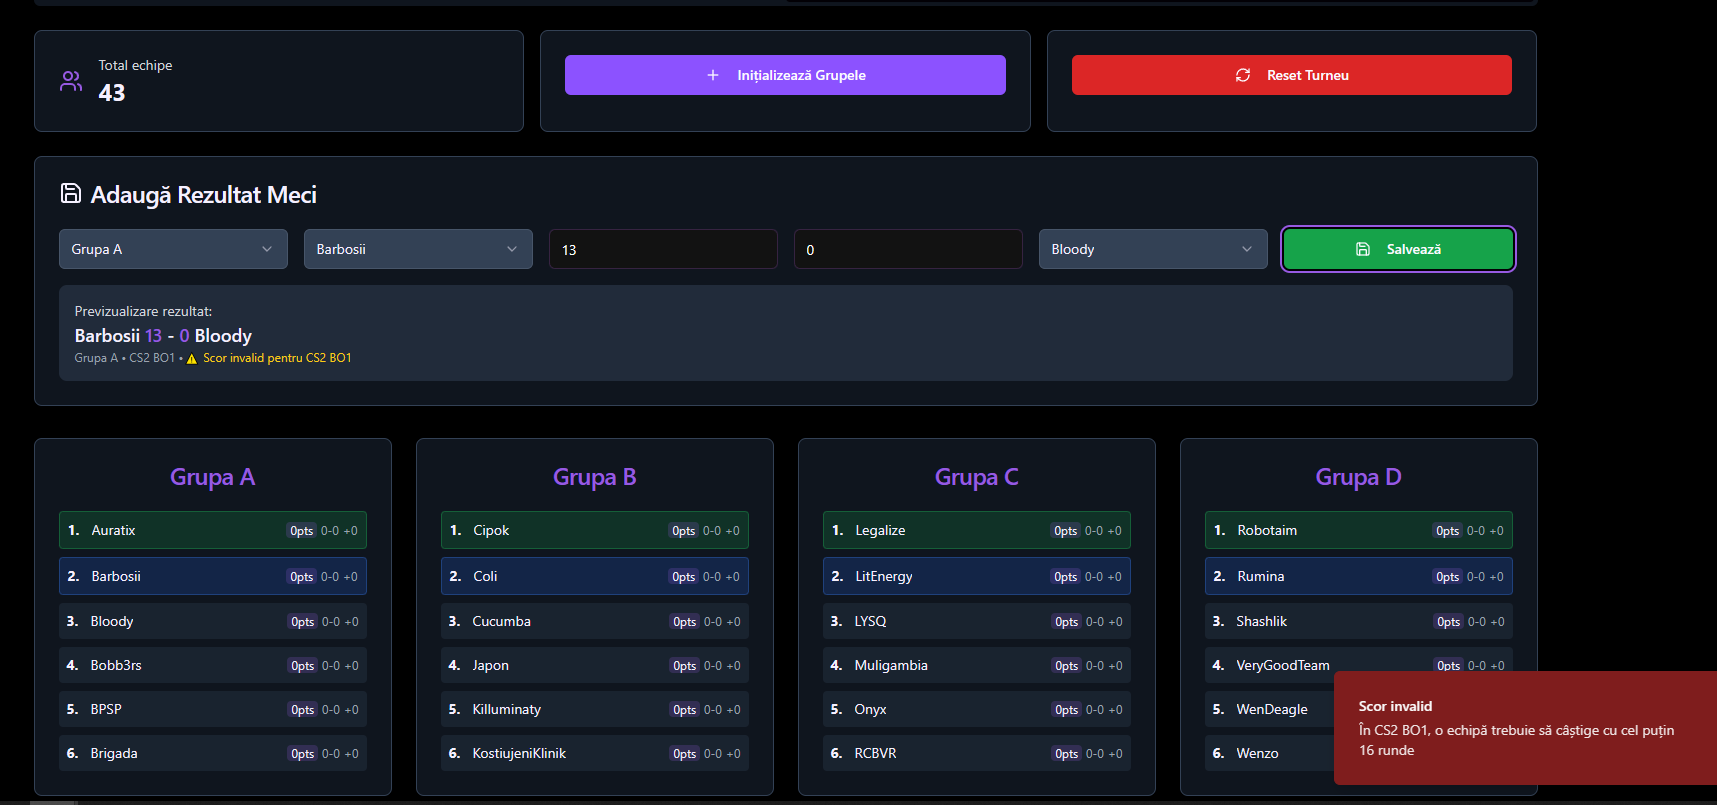 Total echipe
43
Inițializează Grupele
Reset Turneu
Adaugă Rezultat Meci
Grupa A
Barbosii
13
0
Bloody
Salvează
Previzualizare rezultat:
Barbosii 13 - 0 Bloody
Grupa A • CS2 BO1 • ⚠ Scor invalid pentru CS2 BO1
Grupa A
1. Auratix 0pts 0-0 +0
2. Barbosii 0pts 0-0 +0
3. Bloody 0pts 0-0 +0
4. Bobb3rs 0pts 0-0 +0
5. BPSP 0pts 0-0 +0
6. Brigada 0pts 0-0 +0
Grupa B
1. Cipok 0pts 0-0 +0
2. Coli 0pts 0-0 +0
3. Cucumba 0pts 0-0 +0
4. Japon 0pts 0-0 +0
5. Killuminaty 0pts 0-0 +0
6. KostiujeniKlinik 0pts 0-0 +0
Grupa C
1. Legalize 0pts 0-0 +0
2. LitEnergy 0pts 0-0 +0
3. LYSQ 0pts 0-0 +0
4. Muligambia 0pts 0-0 +0
5. Onyx 0pts 0-0 +0
6. RCBVR 0pts 0-0 +0
Grupa D
1. Robotaim 0pts 0-0 +0
2. Rumina 0pts 0-0 +0
3. Shashlik 0pts 0-0 +0
4. VeryGoodTeam 0pts 0-0 +0
5. WenDeagle
6. Wenzo
Scor invalid
În CS2 BO1, o echipă trebuie să câștige cu cel puțin
16 runde